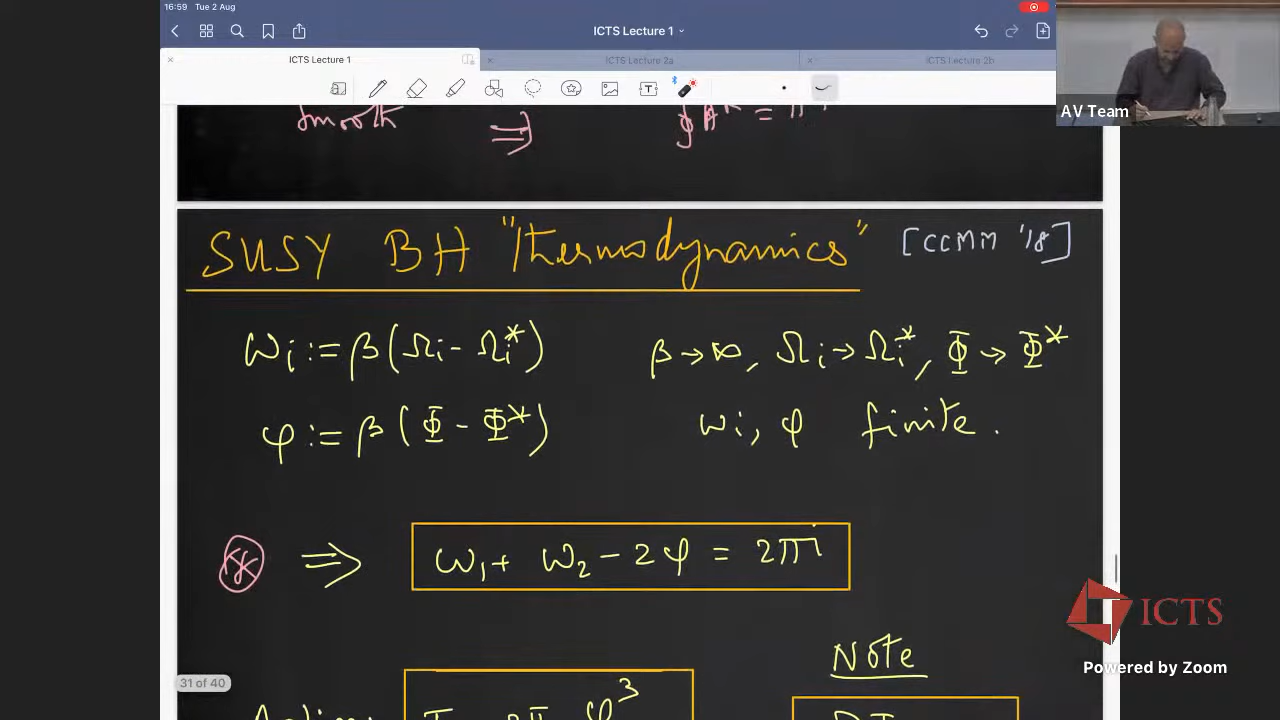 16:59 Tue 2 Aug
ICTS Lecture 1
ICTS Lecture 1 ICTS Lecture 2a ICTS Lecture 2b
AV Team
Smooth ⇒
SUSY BH "Thermodynamics" [CCMM '18]
ωi := β(Ωi − Ωi*) β → ∞, Ωi → Ωi*, Φ → Φ*
φ := β(Φ − Φ*) ωi, φ finite.
⇒ ω₁ + ω₂ − 2φ = 2πi
Note
φ³
31 of 40
ICTS
Powered by Zoom